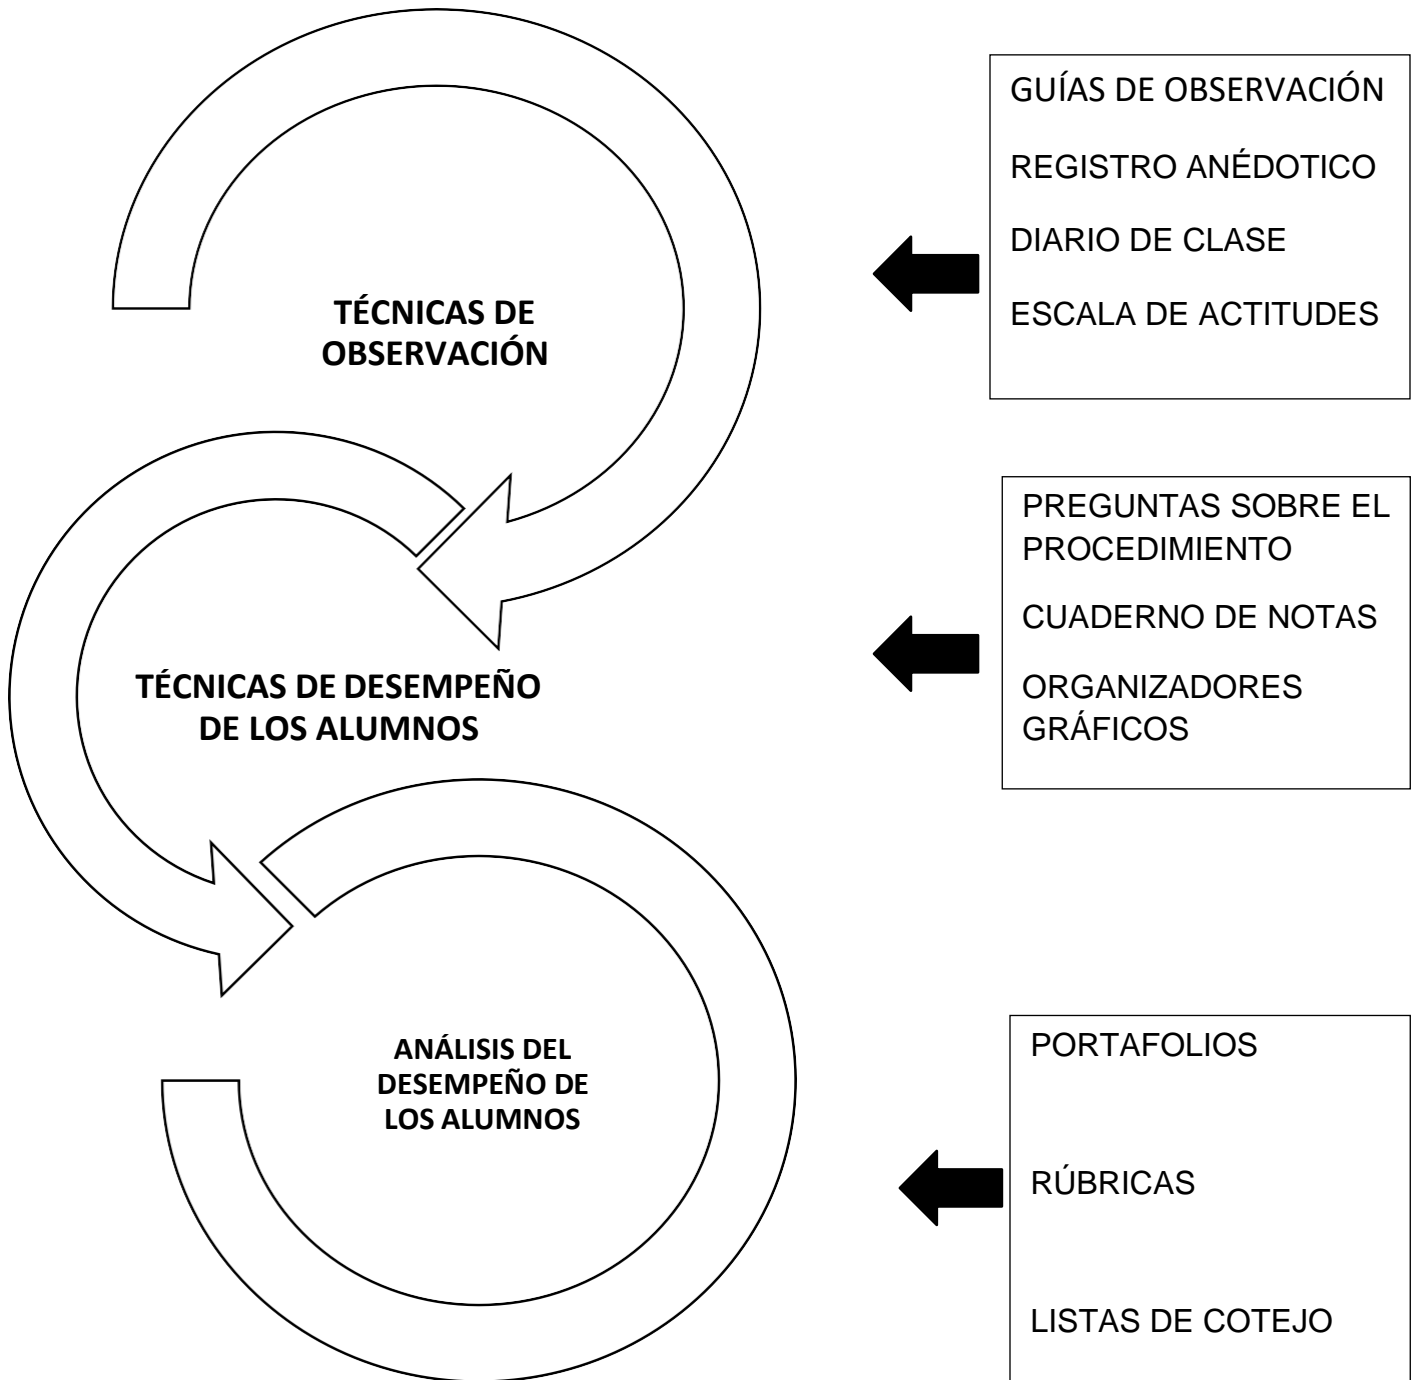 TÉCNICAS DE
OBSERVACIÓN
GUÍAS DE OBSERVACIÓN
REGISTRO ANÉDOTICO
DIARIO DE CLASE
ESCALA DE ACTITUDES
TÉCNICAS DE DESEMPEÑO
DE LOS ALUMNOS
PREGUNTAS SOBRE EL
PROCEDIMIENTO
CUADERNO DE NOTAS
ORGANIZADORES
GRÁFICOS
ANÁLISIS DEL
DESEMPEÑO DE
LOS ALUMNOS
PORTAFOLIOS
RÚBRICAS
LISTAS DE COTEJO